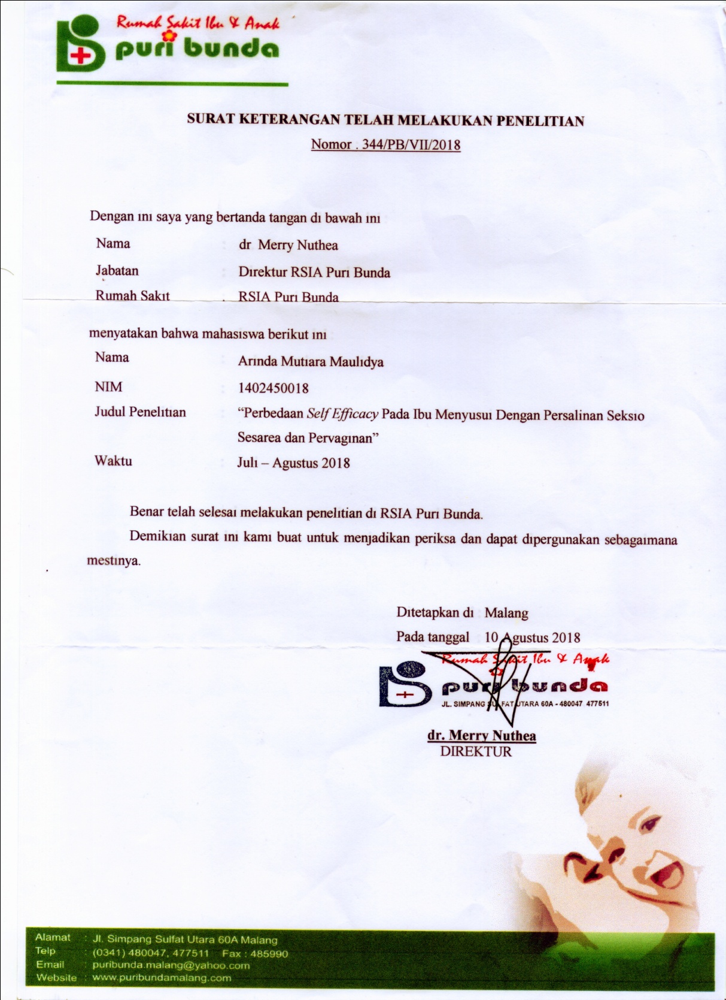 Rumah Sakit Ibu & Anak
puri bunda
SURAT KETERANGAN TELAH MELAKUKAN PENELITIAN
Nomor . 344/PB/VII/2018
Dengan ini saya yang bertanda tangan di bawah ini
Nama : dr Merry Nuthea
Jabatan : Direktur RSIA Puri Bunda
Rumah Sakit : RSIA Puri Bunda
menyatakan bahwa mahasiswa berikut ini
Nama : Arinda Mutiara Maulidya
NIM : 1402450018
Judul Penelitian : “Perbedaan Self Efficacy Pada Ibu Menyusui Dengan Persalinan Seksio
Sesarea dan Pervaginan”
Waktu : Juli – Agustus 2018
Benar telah selesai melakukan penelitian di RSIA Puri Bunda.
Demikian surat ini kami buat untuk menjadikan periksa dan dapat dipergunakan sebagaimana
mestinya.
Ditetapkan di : Malang
Pada tanggal : 10 Agustus 2018
Rumah Sakit Ibu & Anak
puri bunda
JL. SIMPANG SULFAT UTARA 60A - 480047 477511
dr. Merry Nuthea
DIREKTUR
Alamat : Jl. Simpang Sulfat Utara 60A Malang
Telp : (0341) 480047, 477511 Fax : 485990
Email : puribunda.malang@yahoo.com
Website : www.puribundamalang.com